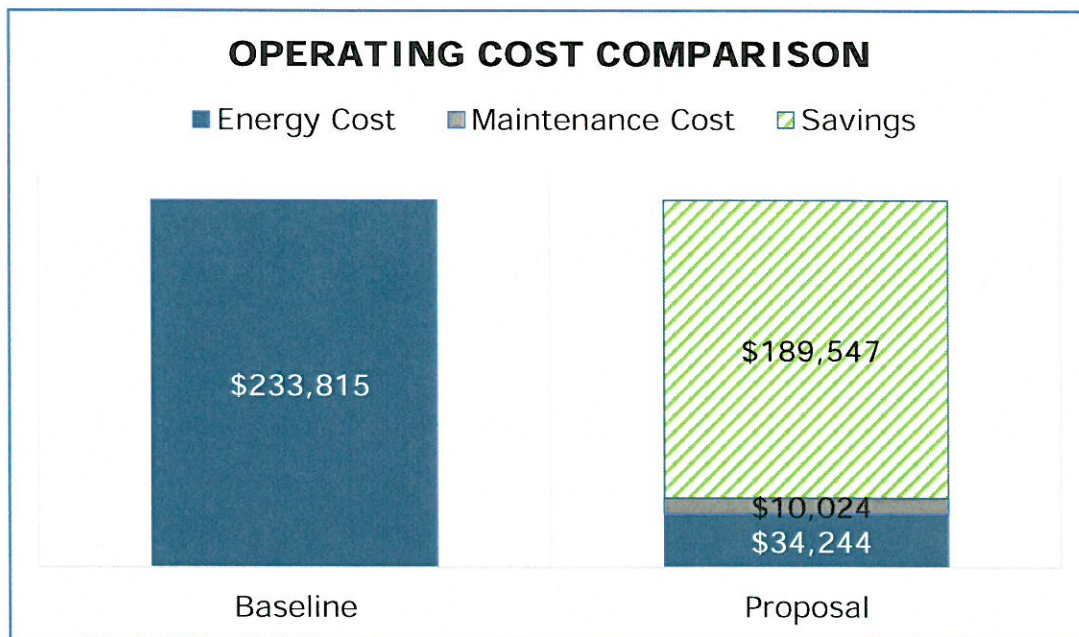 OPERATING COST COMPARISON
Energy Cost Maintenance Cost Savings
$233,815
$189,547
$10,024
$34,244
Baseline Proposal